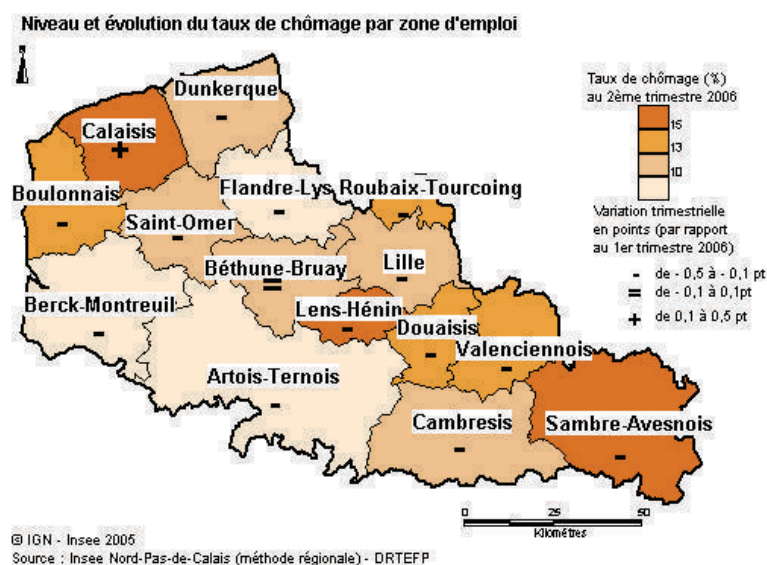 Niveau et évolution du taux de chômage par zone d'emploi
Taux de chômage (%)
au 2ème trimestre 2006
15
13
10
Variation trimestrielle
en points (par rapport
au 1er trimestre 2006)
- de - 0,5 à - 0,1 pt
= de - 0,1 à 0,1pt
+ de 0,1 à 0,5 pt
Dunkerque
-
Calaisis
+
Boulonnais
-
Flandre-Lys
-
Roubaix-Tourcoing
-
Saint-Omer
-
Béthune-Bruay
=
Lille
-
Berck-Montreuil
-
Lens-Hénin
-
Douaisis
-
Valenciennois
-
Artois-Ternois
-
Cambresis
-
Sambre-Avesnois
-
0 25 50
Kilomètres
© IGN - Insee 2005
Source : Insee Nord-Pas-de-Calais (méthode régionale) - DRTEFP